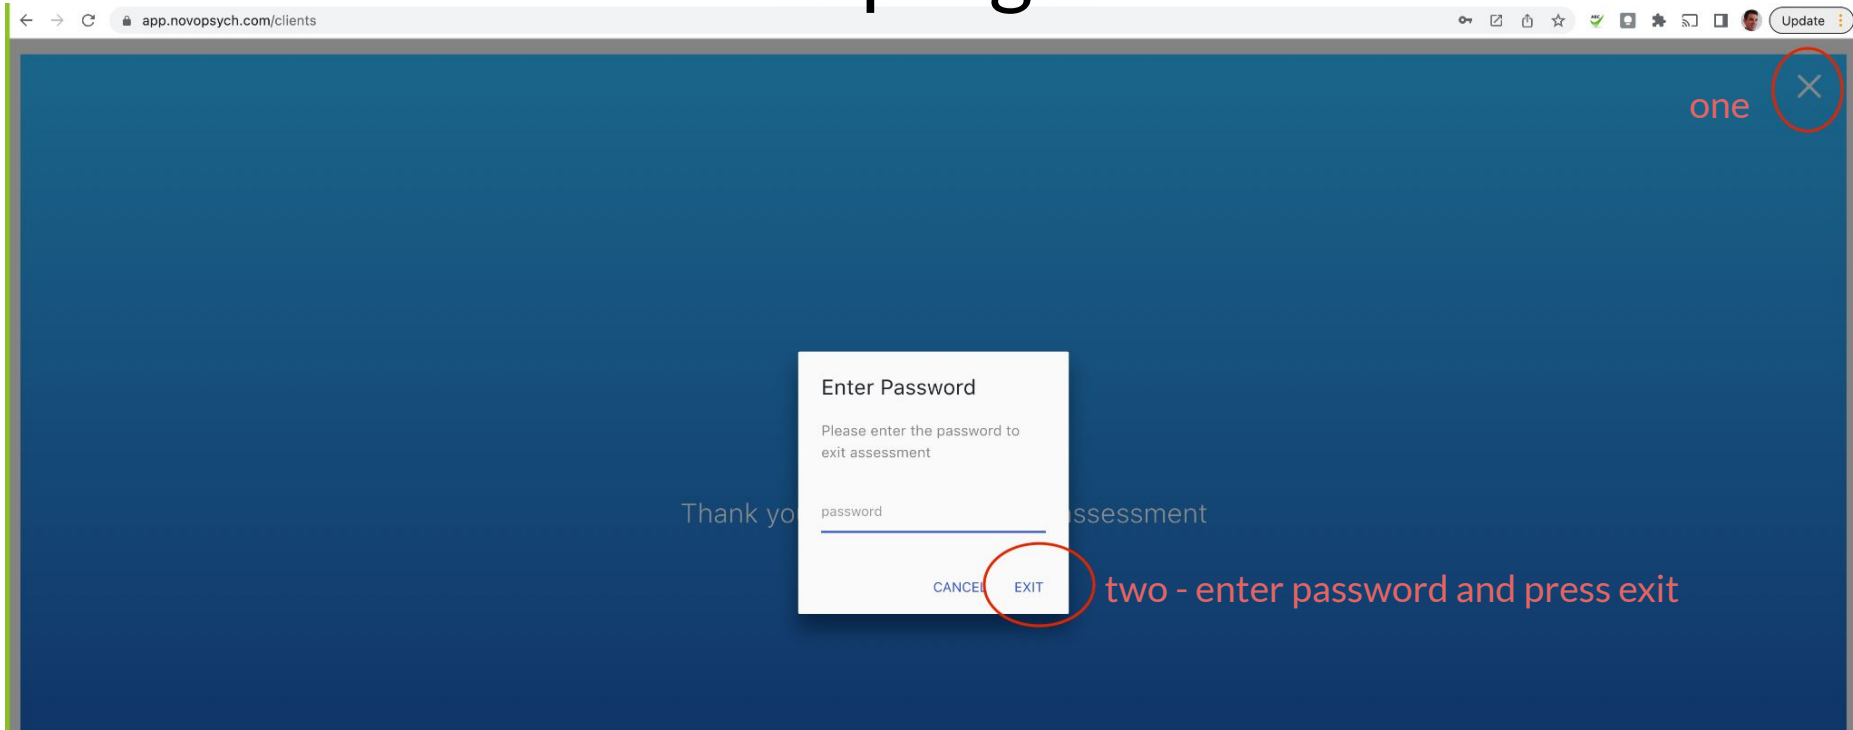 app.novopsych.com/clients
Update
one
Enter Password
Please enter the password to
exit assessment
Thank yo
ssessment
password
CANCEL
EXIT
two - enter password and press exit